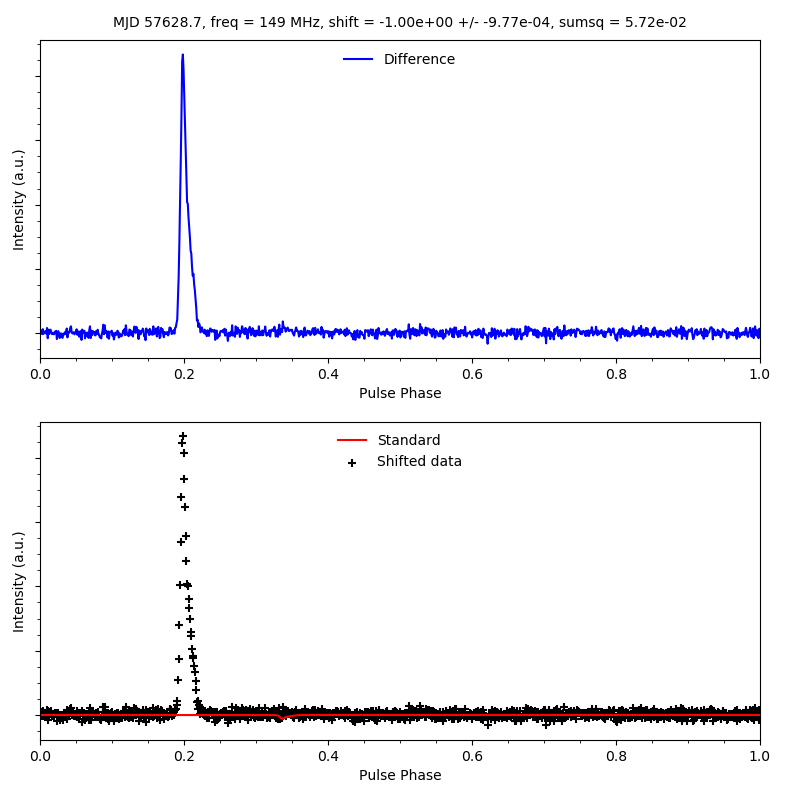 MJD 57628.7, freq = 149 MHz, shift = -1.00e+00 +/- -9.77e-04, sumsq = 5.72e-02
Difference
Intensity (a.u.)
0.0 0.2 0.4 0.6 0.8 1.0
Pulse Phase
Standard
Shifted data
Intensity (a.u.)
0.0 0.2 0.4 0.6 0.8 1.0
Pulse Phase